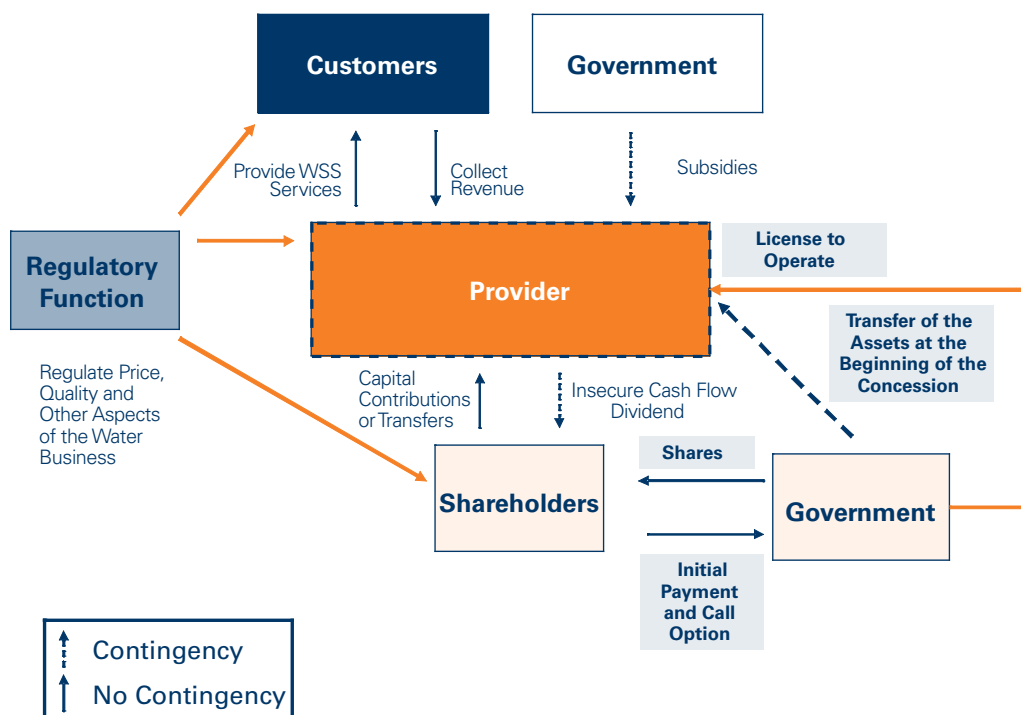 Customers
Government
Provide WSS
Services
Collect
Revenue
Subsidies
Regulatory
Function
Provider
License to
Operate
Transfer of the
Assets at the
Beginning of the
Concession
Regulate Price,
Quality and
Other Aspects
of the Water
Business
Capital
Contributions
or Transfers
Insecure Cash Flow
Dividend
Shares
Shareholders
Government
Initial
Payment
and Call
Option
Contingency
No Contingency